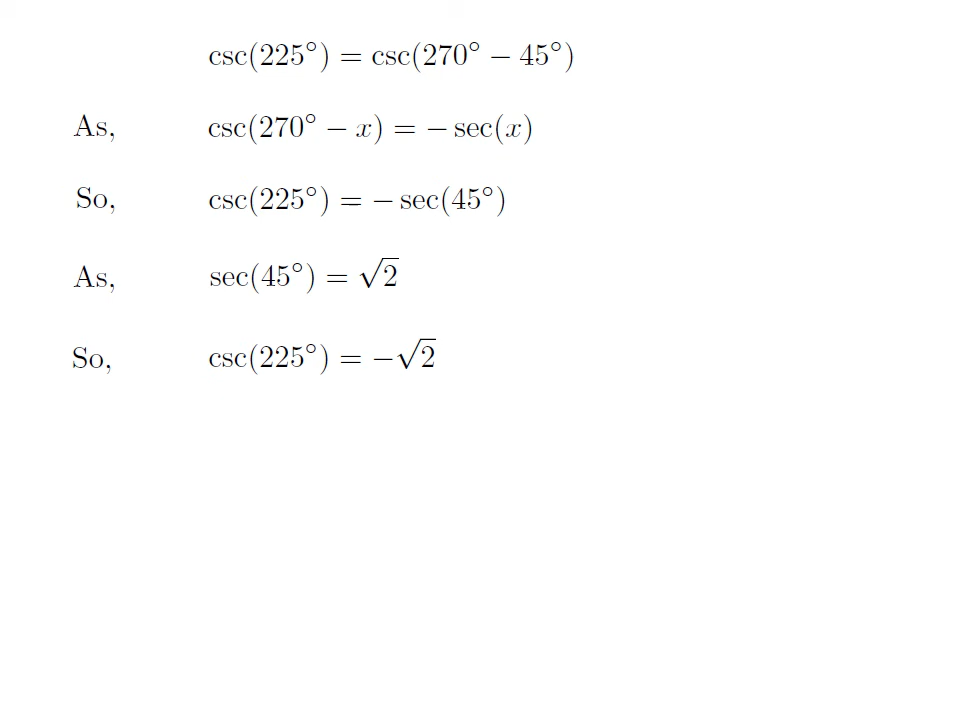 csc(225°) = csc(270° − 45°)
As, csc(270° − x) = − sec(x)
So, csc(225°) = − sec(45°)
As, sec(45°) = √2
So, csc(225°) = −√2